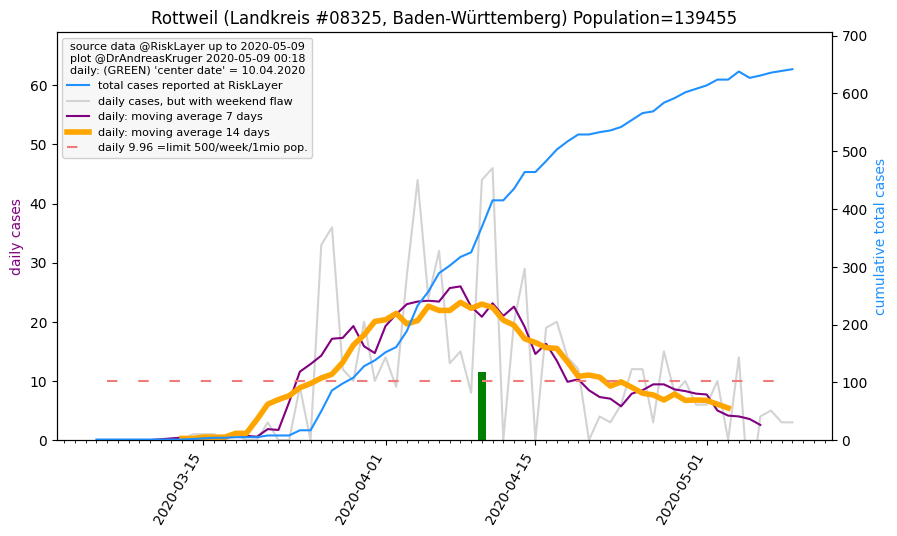 Rottweil (Landkreis #08325, Baden-Württemberg) Population=139455
source data @RiskLayer up to 2020-05-09
plot @DrAndreasKruger 2020-05-09 00:18
daily: (GREEN) 'center date' = 10.04.2020
total cases reported at RiskLayer
daily cases, but with weekend flaw
daily: moving average 7 days
daily: moving average 14 days
daily 9.96 =limit 500/week/1mio pop.
daily cases
60
50
40
30
20
10
0
cumulative total cases
700
600
500
400
300
200
100
0
2020-03-15
2020-04-01
2020-04-15
2020-05-01